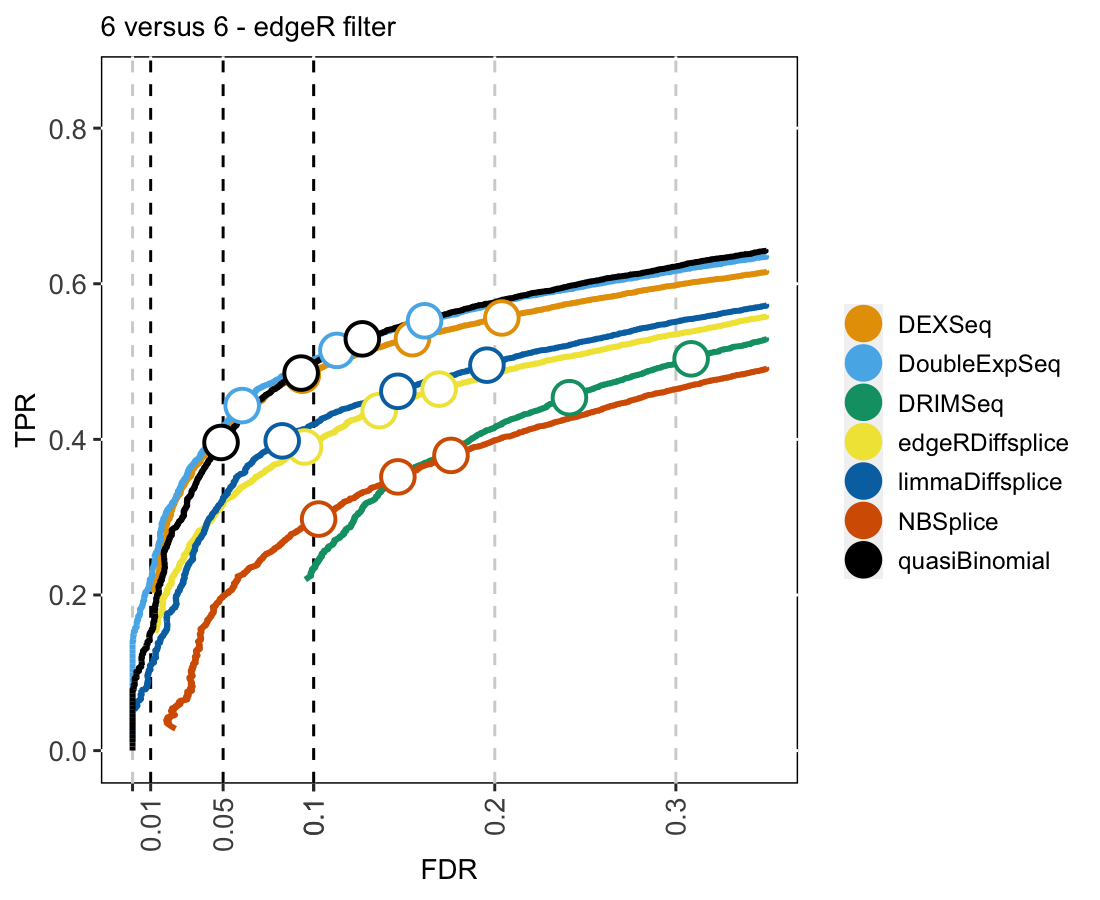 6 versus 6 - edgeR filter
TPR
0.8
0.6
0.4
0.2
0.0
0.01
0.05
0.1
0.2
0.3
FDR
DEXSeq
DoubleExpSeq
DRIMSeq
edgeRDiffsplice
limmaDiffsplice
NBSplice
quasiBinomial